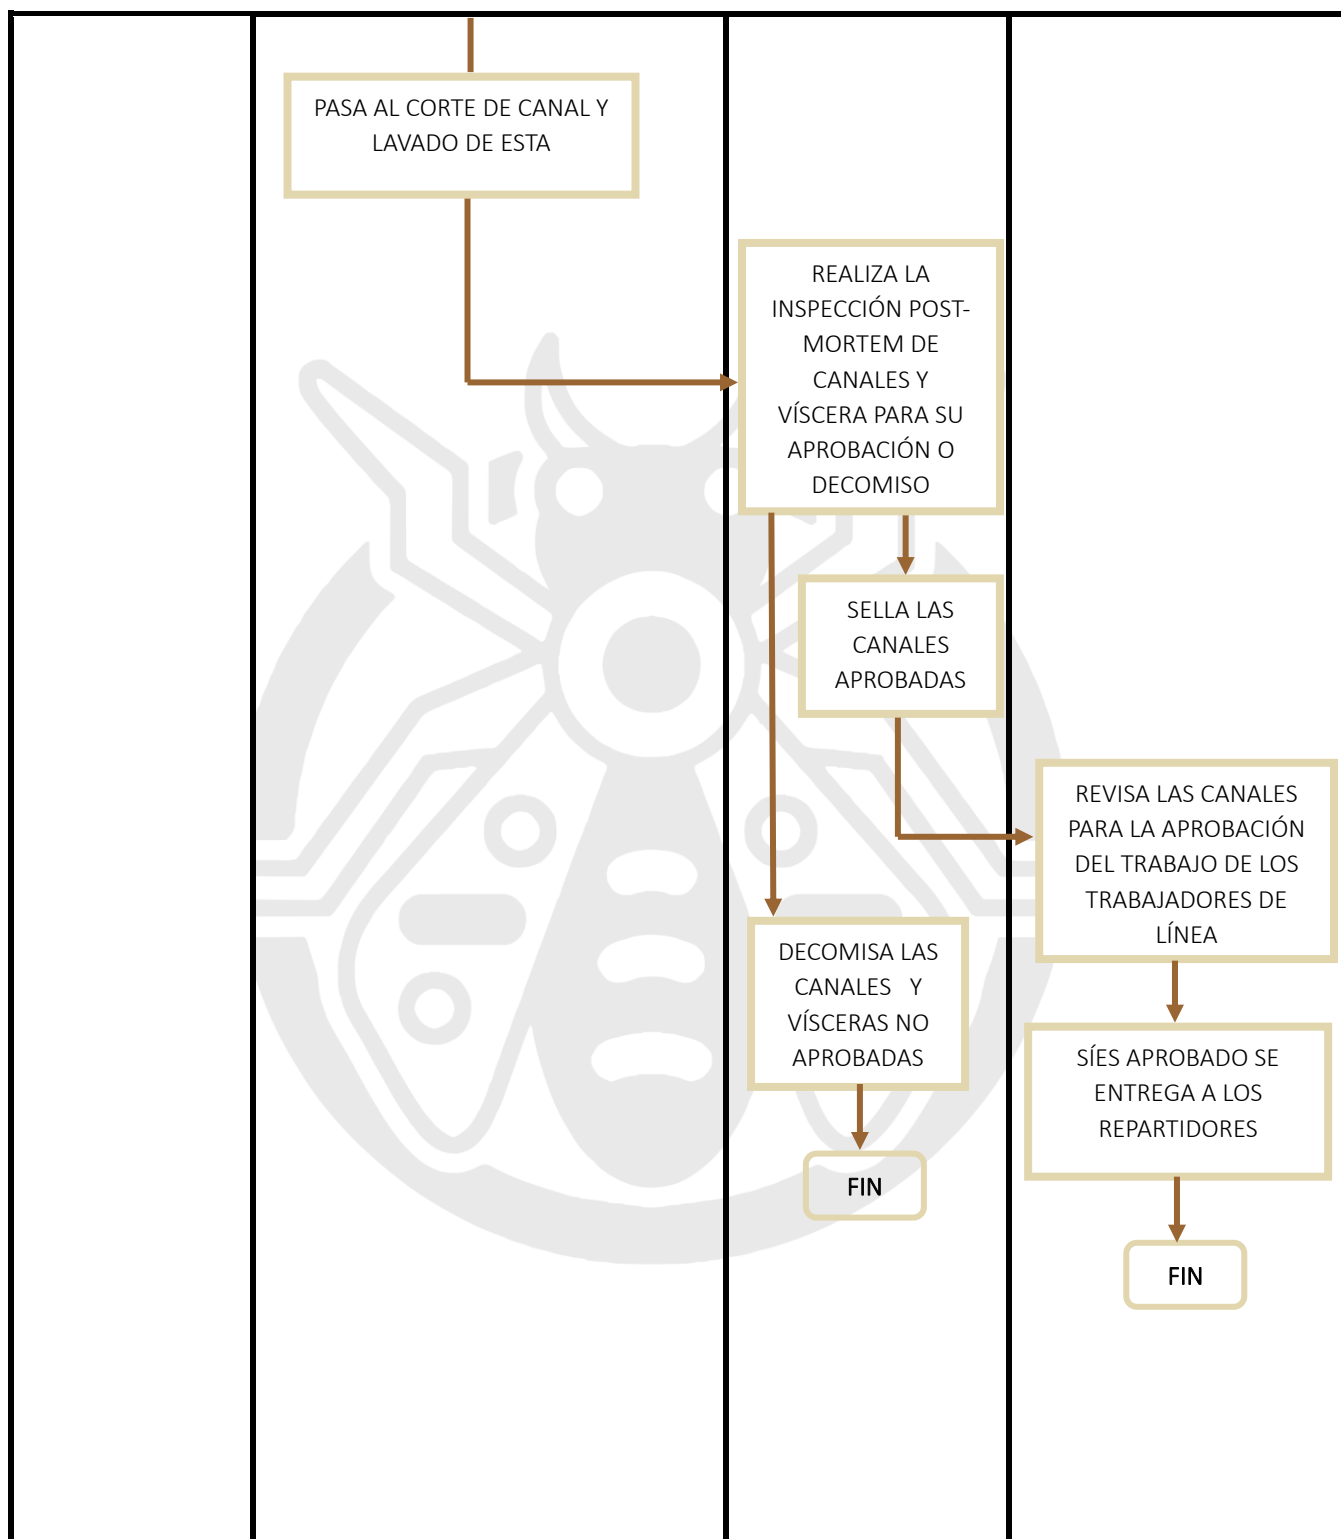 PASA AL CORTE DE CANAL Y
LAVADO DE ESTA
REALIZA LA
INSPECCIÓN POST-
MORTEM DE
CANALES Y
VÍSCERA PARA SU
APROBACIÓN O
DECOMISO
SELLA LAS
CANALES
APROBADAS
REVISA LAS CANALES
PARA LA APROBACIÓN
DEL TRABAJO DE LOS
TRABAJADORES DE
LÍNEA
DECOMISA LAS
CANALES Y
VÍSCERAS NO
APROBADAS
SÍES APROBADO SE
ENTREGA A LOS
REPARTIDORES
FIN
FIN